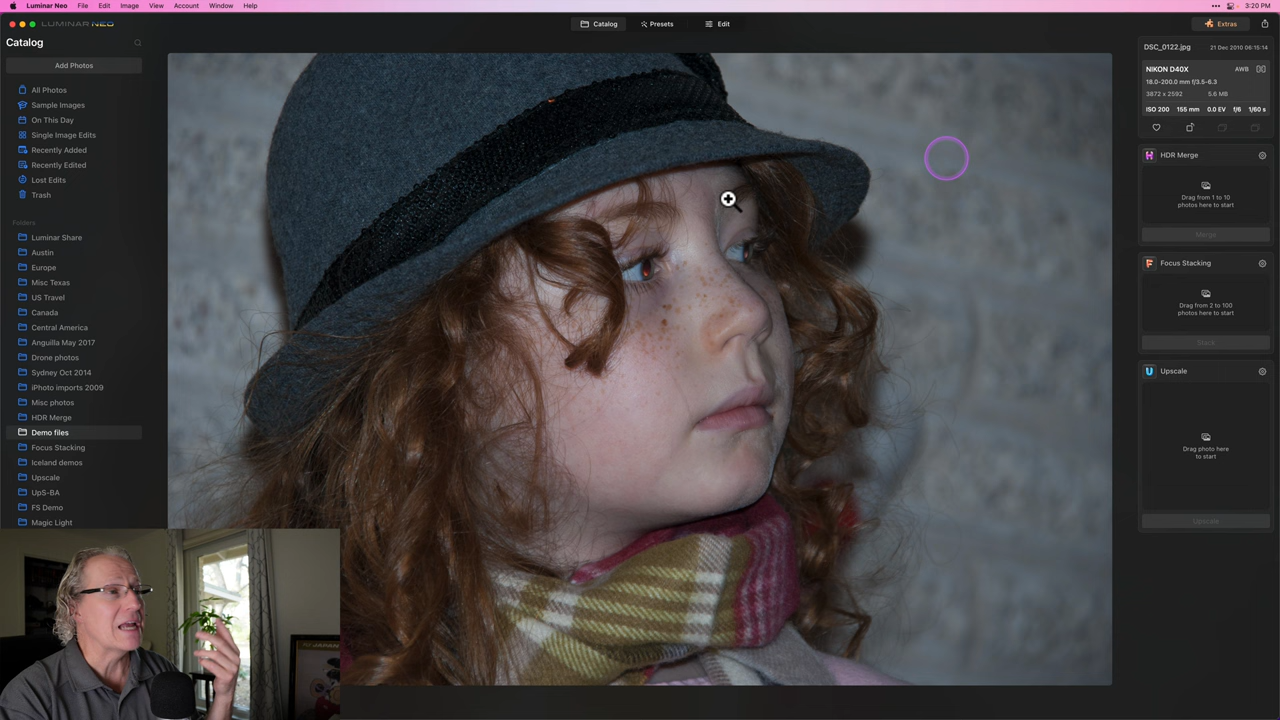 Luminar Neo File Edit Image View Account Window Help
3:20 PM
LUMINAR NEO
Catalog Presets Edit
Extras
Catalog
Add Photos
All Photos
Sample Images
On This Day
Single Image Edits
Recently Added
Recently Edited
Lost Edits
Trash
Folders
Luminar Share
Austin
Europe
Misc Texas
US Travel
Canada
Central America
Anguilla May 2017
Drone photos
Sydney Oct 2014
iPhoto imports 2009
Misc photos
HDR Merge
Demo files
Focus Stacking
Iceland demos
Upscale
UpS-BA
FS Demo
Magic Light
DSC_0122.jpg 21 Dec 2010 06:15:14
NIKON D40X AWB
18.0-200.0 mm f/3.5-6.3
3872 x 2592 5.6 MB
ISO 200 155 mm 0.0 EV f/6 1/60 s
HDR Merge
Drag from 1 to 10
photos here to start
Merge
Focus Stacking
Drag from 2 to 100
photos here to start
Stack
Upscale
Drag photo here
to start
Upscale
JAPAN